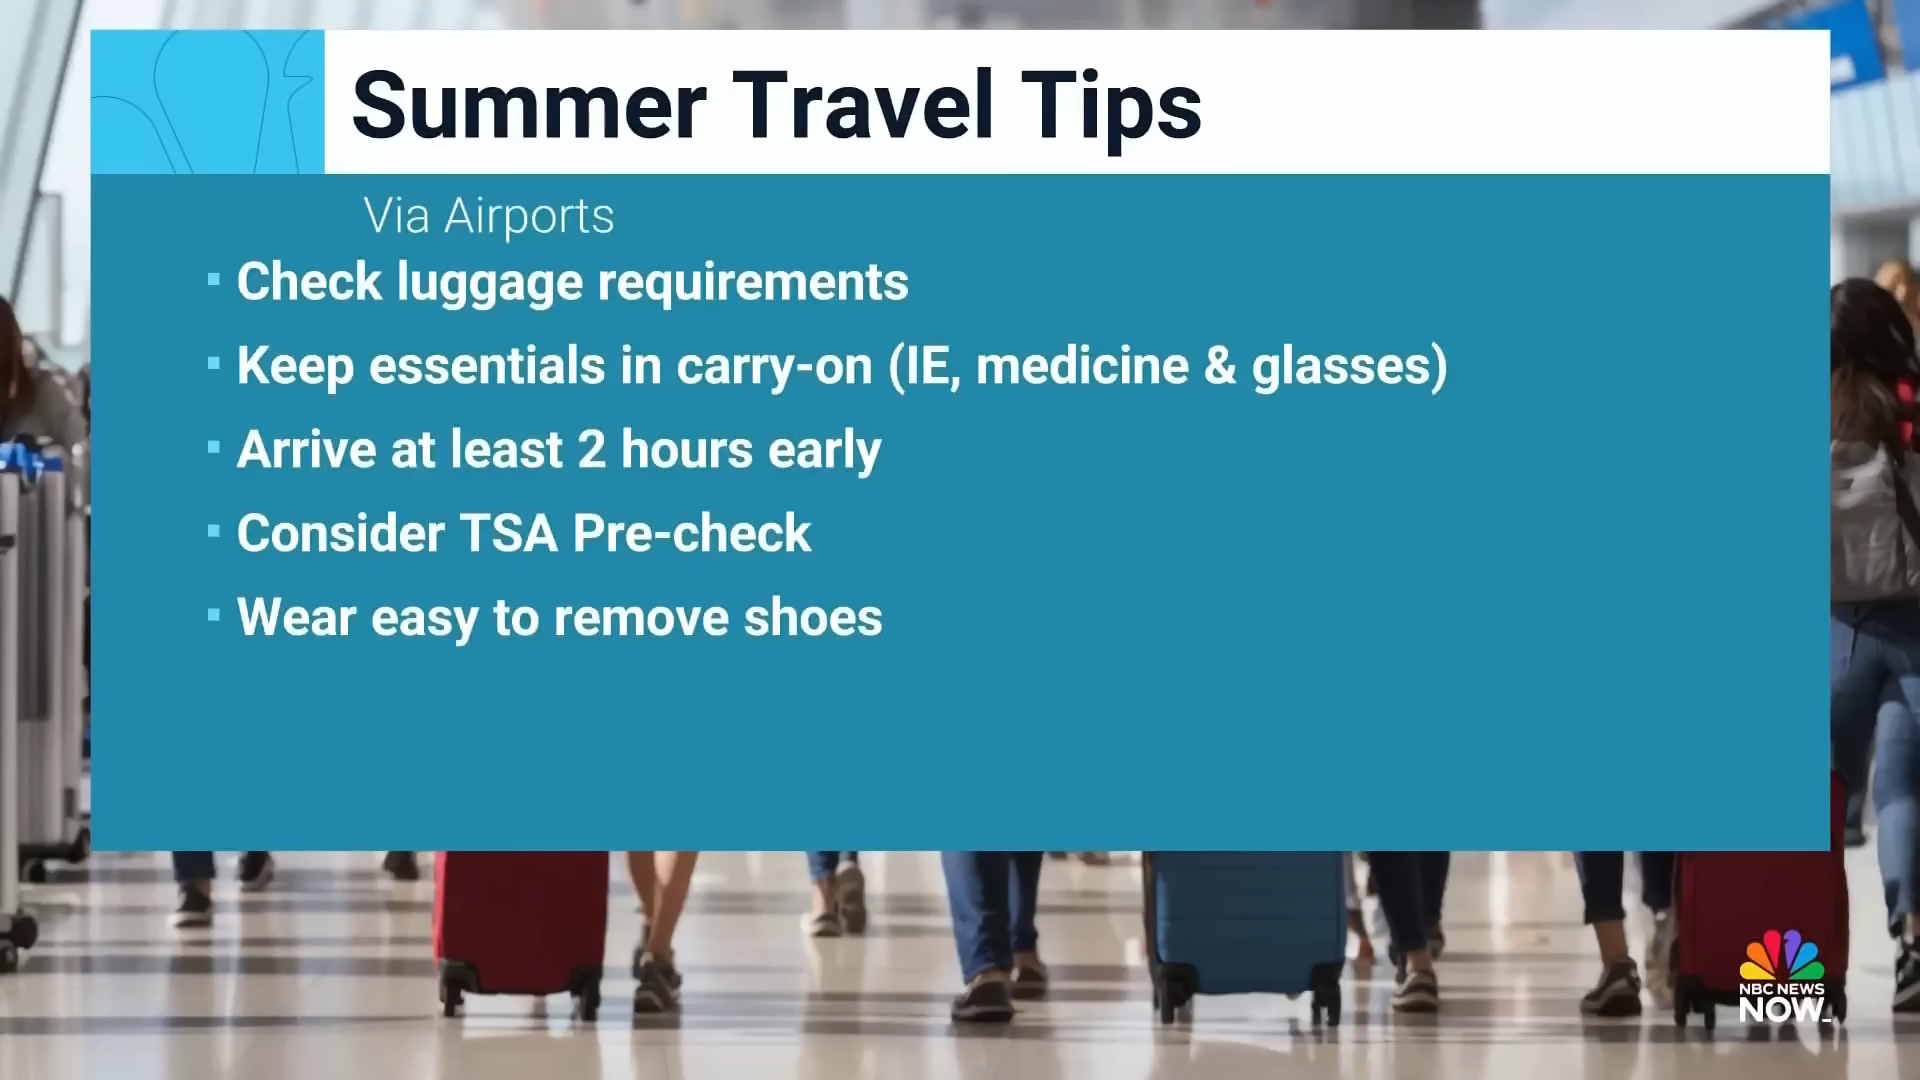 Summer Travel Tips
Via Airports
▪ Check luggage requirements
▪ Keep essentials in carry-on (IE, medicine & glasses)
▪ Arrive at least 2 hours early
▪ Consider TSA Pre-check
▪ Wear easy to remove shoes
NBC NEWS
NOW